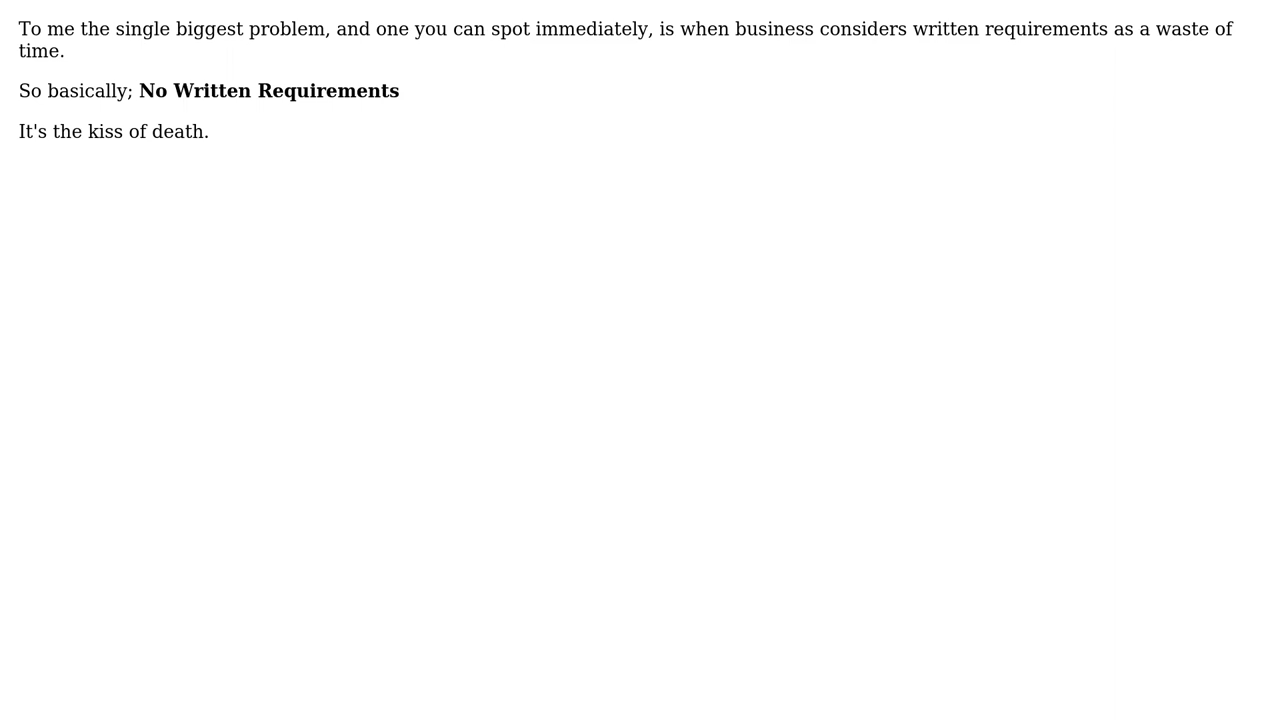 To me the single biggest problem, and one you can spot immediately, is when business considers written requirements as a waste of
time.
So basically; No Written Requirements
It's the kiss of death.